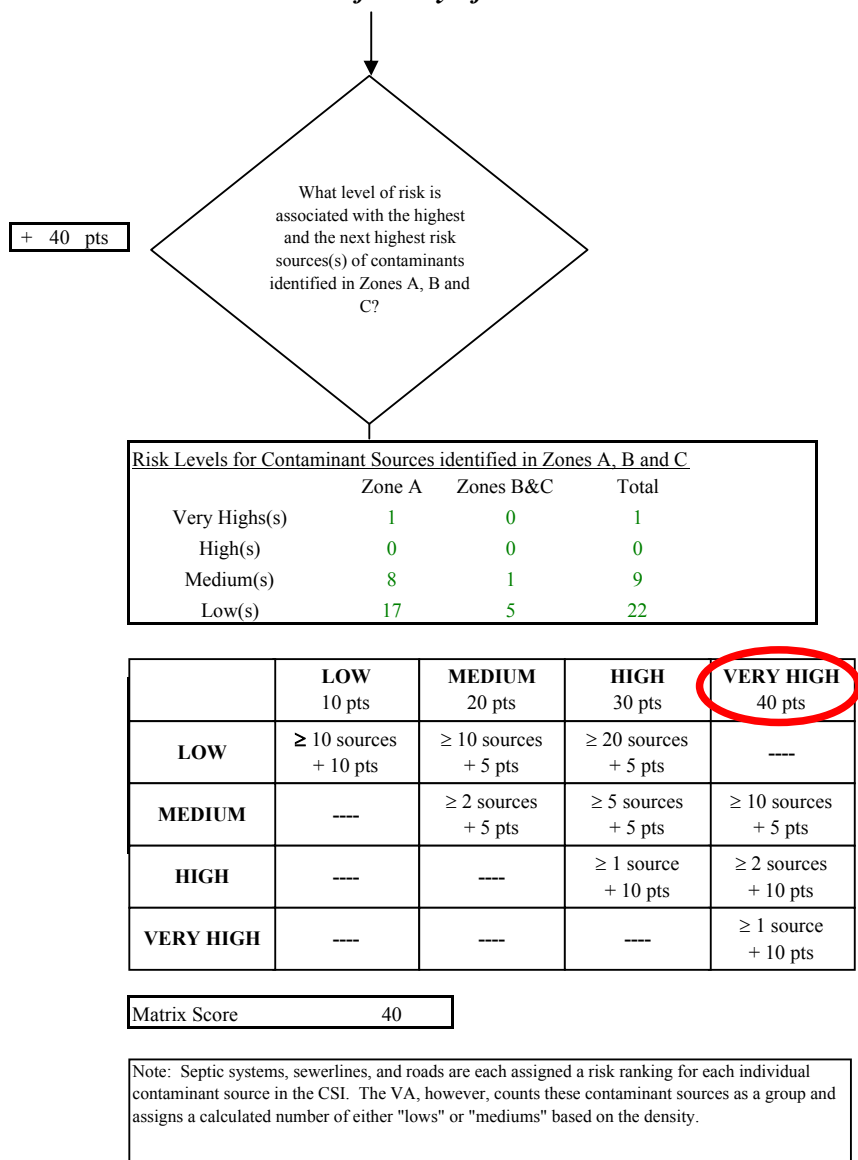 What level of risk is
associated with the highest
and the next highest risk
sources(s) of contaminants
identified in Zones A, B and
C?
+ 40 pts
Risk Levels for Contaminant Sources identified in Zones A, B and C
Zone A Zones B&C Total
Very Highs(s) 1 0 1
High(s) 0 0 0
Medium(s) 8 1 9
Low(s) 17 5 22
LOW MEDIUM HIGH VERY HIGH
10 pts 20 pts 30 pts 40 pts
LOW ≥ 10 sources ≥ 10 sources ≥ 20 sources ----
+ 10 pts + 5 pts + 5 pts
MEDIUM ---- ≥ 2 sources ≥ 5 sources ≥ 10 sources
+ 5 pts + 5 pts + 5 pts
HIGH ---- ---- ≥ 1 source ≥ 2 sources
+ 10 pts + 10 pts
VERY HIGH ---- ---- ---- ≥ 1 source
+ 10 pts
Matrix Score 40
Note: Septic systems, sewerlines, and roads are each assigned a risk ranking for each individual
contaminant source in the CSI. The VA, however, counts these contaminant sources as a group and
assigns a calculated number of either "lows" or "mediums" based on the density.